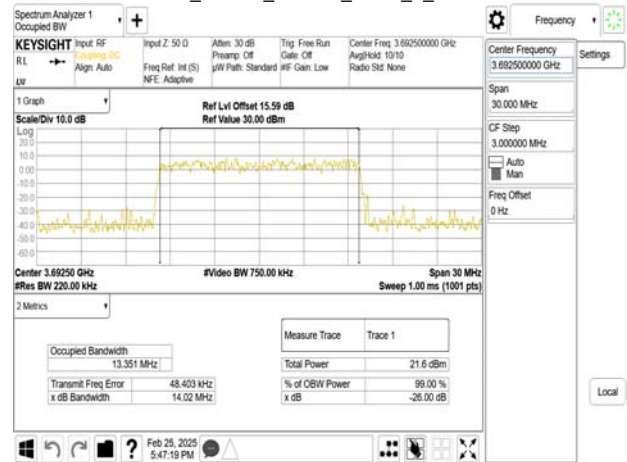 Spectrum Analyzer 1
Occupied BW
Frequency
KEYSIGHT
R L
LV
Input: RF
Coupling: DC
Align: Auto
Input Z: 50 Ω
Freq Ref: Int (S)
NFE: Adaptive
Atten: 30 dB
Preamp: Off
µW Path: Standard
Trig: Free Run
Gate: Off
#IF Gain: Low
Center Freq: 3.692500000 GHz
Avg|Hold: 10/10
Radio Std: None
Center Frequency
3.692500000 GHz
Settings
Span
30.000 MHz
CF Step
3.000000 MHz
Auto
Man
Freq Offset
0 Hz
Local
1 Graph
Scale/Div 10.0 dB
Ref Lvl Offset 15.59 dB
Ref Value 30.00 dBm
Log
20.0
10.0
0.00
-10.0
-20.0
-30.0
-40.0
-50.0
-60.0
Center 3.69250 GHz
#Res BW 220.00 kHz
#Video BW 750.00 kHz
Span 30 MHz
Sweep 1.00 ms (1001 pts)
2 Metrics
Measure Trace
Trace 1
Occupied Bandwidth
13.351 MHz
Total Power
21.6 dBm
Transmit Freq Error
48.403 kHz
% of OBW Power
99.00 %
x dB Bandwidth
14.02 MHz
x dB
-26.00 dB
Feb 25, 2025
5:47:19 PM